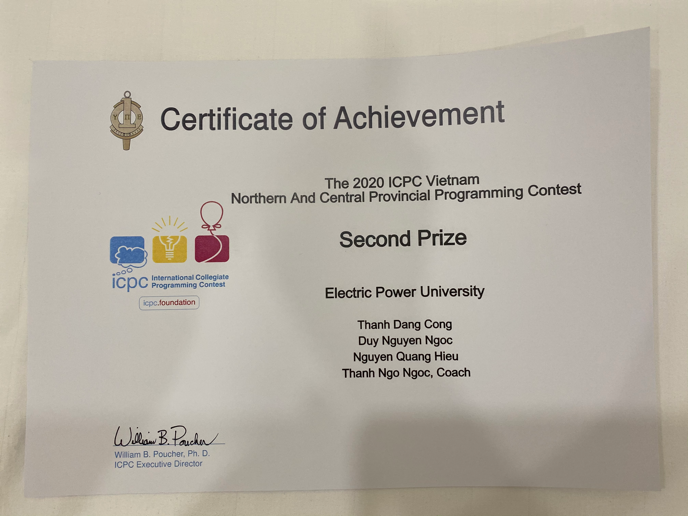 Certificate of Achievement
The 2020 ICPC Vietnam
Northern And Central Provincial Programming Contest
Second Prize
icpc International Collegiate
Programming Contest
icpc.foundation
Electric Power University
Thanh Dang Cong
Duy Nguyen Ngoc
Nguyen Quang Hieu
Thanh Ngo Ngoc, Coach
William B. Poucher
William B. Poucher, Ph. D.
ICPC Executive Director